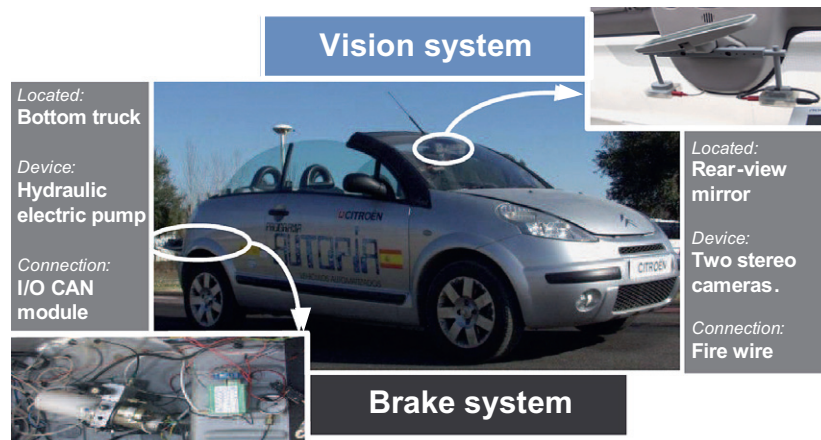 Vision system
Located:
Bottom truck
Device:
Hydraulic
electric pump
Connection:
I/O CAN
module
Located:
Rear-view
mirror
Device:
Two stereo
cameras.
Connection:
Fire wire
CITROËN
AUTOPIA
CITROËN
Brake system